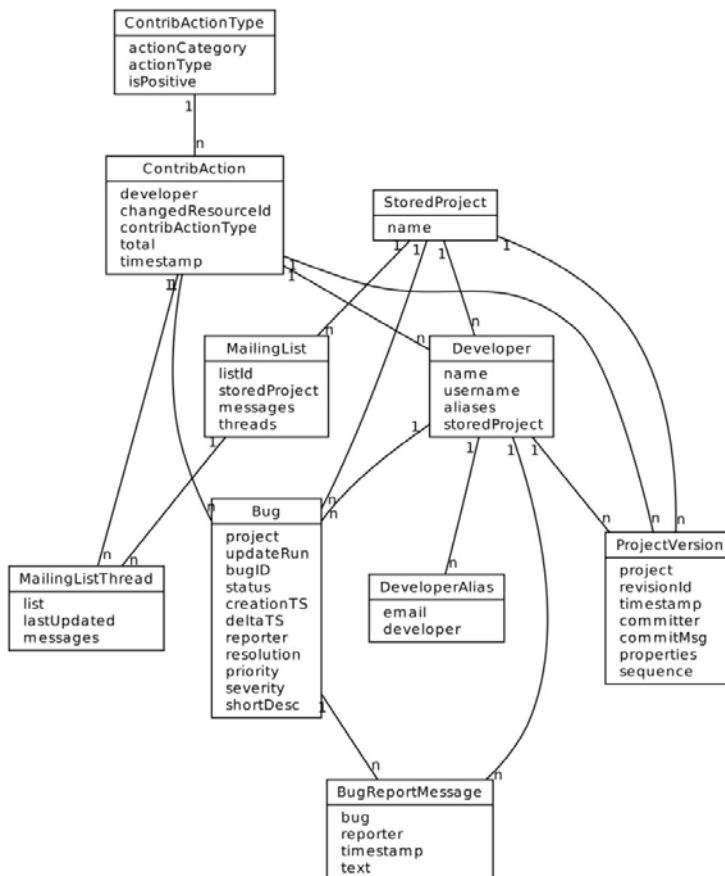 ContribActionType
actionCategory
actionType
isPositive
1
n
ContribAction
developer
changedResourceId
contribActionType
total
timestamp
StoredProject
name
1
1
1
1
1
1
1
1
n
n
n
MailingList
listId
storedProject
messages
threads
Developer
name
username
aliases
storedProject
1
1
1
1
1
n
n
n
Bug
project
updateRun
bugID
status
creationTS
deltaTS
reporter
resolution
priority
severity
shortDesc
n
n
n
n
n
n
MailingListThread
list
lastUpdated
messages
DeveloperAlias
email
developer
ProjectVersion
project
revisionId
timestamp
committer
commitMsg
properties
sequence
1
n
n
BugReportMessage
bug
reporter
timestamp
text